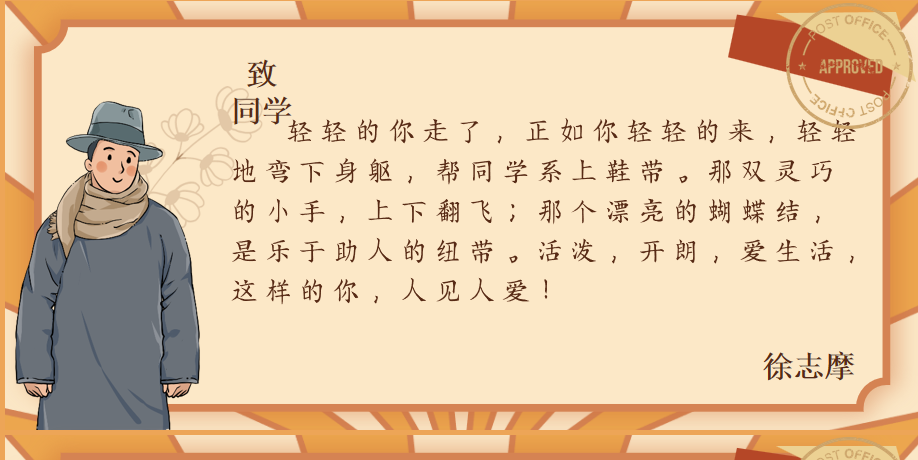 POST OFFICE
APPROVED
POST OFFICE
致
同学
轻轻的你走了，正如你轻轻的来，轻轻
地弯下身躯，帮同学系上鞋带。那双灵巧
的小手，上下翻飞；那个漂亮的蝴蝶结，
是乐于助人的纽带。活泼，开朗，爱生活，
这样的你，人见人爱！
徐志摩
POST OFFICE